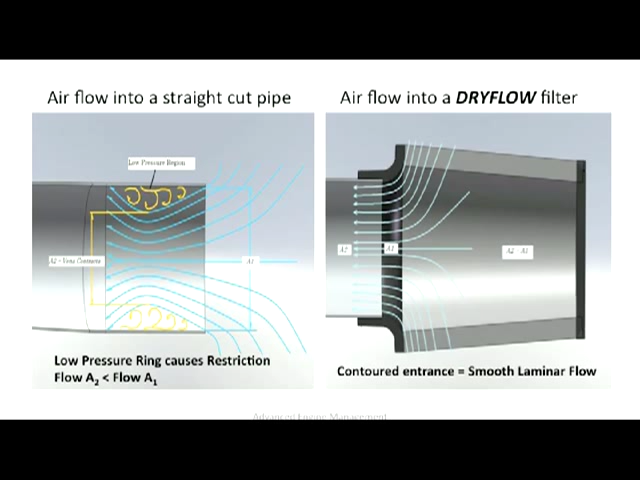 Air flow into a straight cut pipe
Air flow into a DRYFLOW filter
Low Pressure Region
A2 = Vena Contracta
A1
A2
A1
A2 = A1
Low Pressure Ring causes Restriction
Flow A₂ < Flow A₁
Contoured entrance = Smooth Laminar Flow
Advanced Engine Management